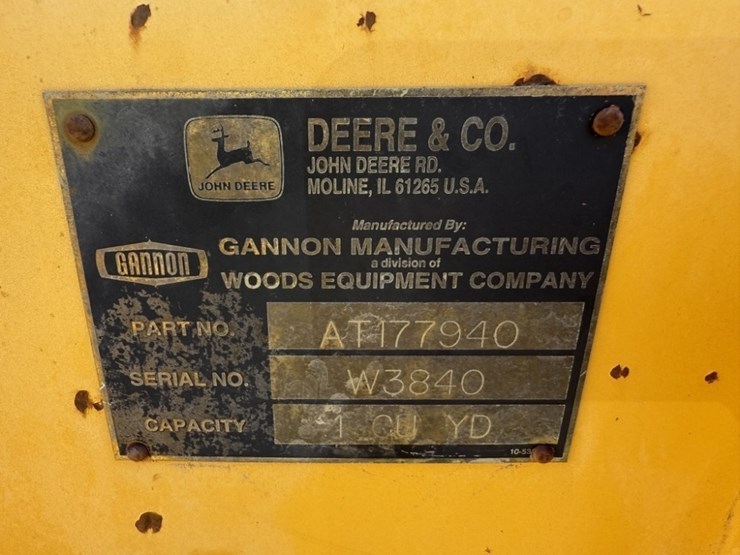 JOHN DEERE
DEERE & CO.
JOHN DEERE RD.
MOLINE, IL 61265 U.S.A.
Manufactured By:
GANNON
GANNON MANUFACTURING
a division of
WOODS EQUIPMENT COMPANY
PART NO. AT177940
SERIAL NO. W3840
CAPACITY 1 CU YD